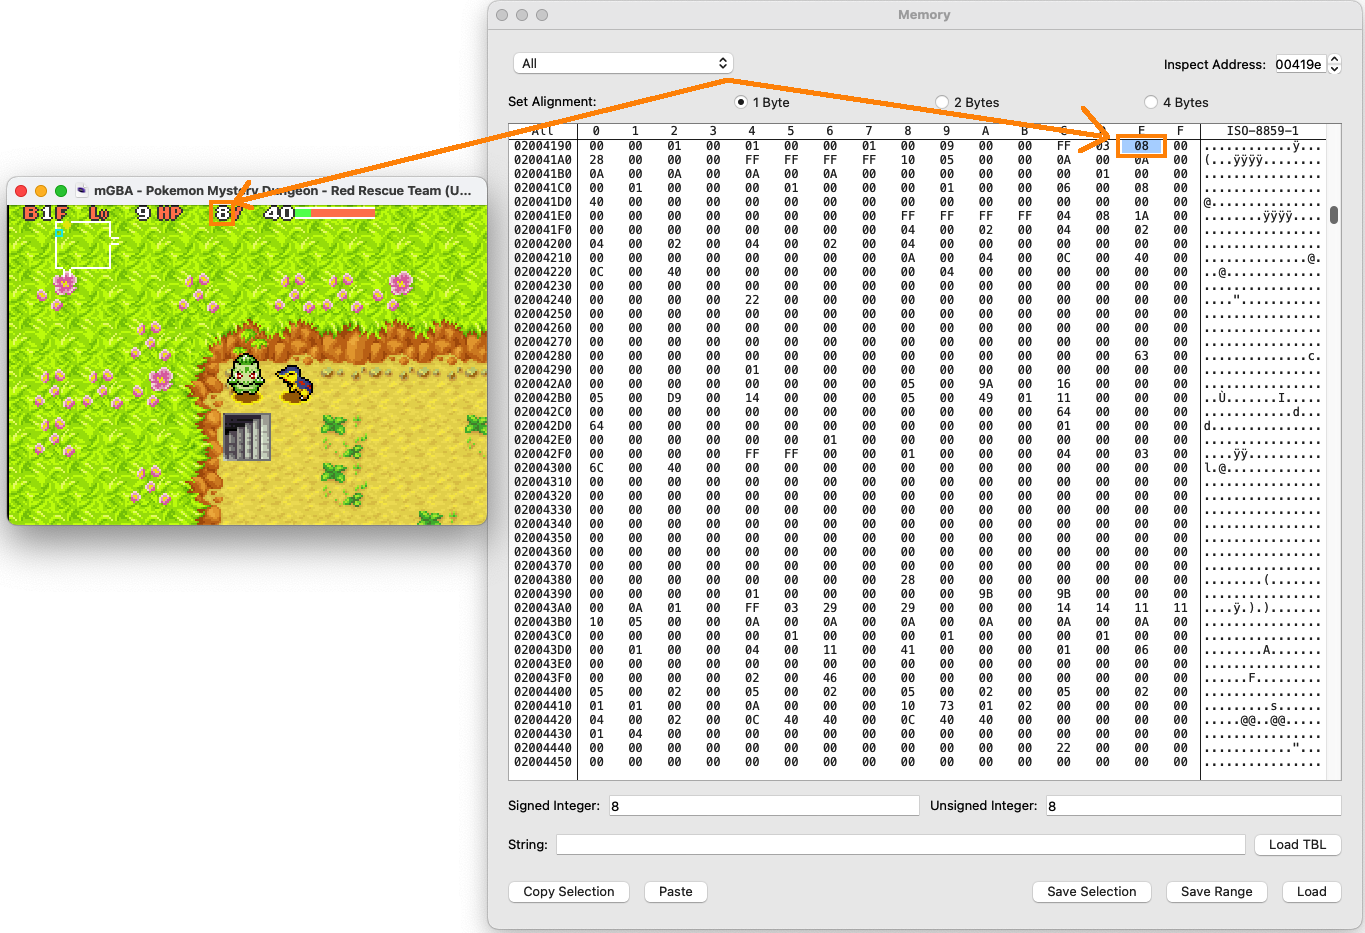 Memory
All
Inspect Address: 00419e
Set Alignment: 1 Byte 2 Bytes 4 Bytes
All 0 1 2 3 4 5 6 7 8 9 A B C E F ISO-8859-1
02004190 00 00 01 00 01 00 00 01 00 09 00 00 FF 03 08 00 ............ÿ...
020041A0 28 00 00 00 FF FF FF FF 10 05 00 00 0A 00 0A 00 (...ÿÿÿÿ........
020041B0 0A 00 0A 00 0A 00 0A 00 00 00 00 00 00 01 00 00 ................
020041C0 00 01 00 00 00 01 00 00 00 01 00 00 06 00 08 00 ................
020041D0 40 00 00 00 00 00 00 00 00 00 00 00 00 00 00 00 @...............
020041E0 00 00 00 00 00 00 00 00 FF FF FF FF 04 08 1A 00 ........ÿÿÿÿ....
020041F0 00 00 00 00 00 00 00 00 04 00 02 00 04 00 02 00 ................
02004200 04 00 02 00 04 00 02 00 04 00 00 00 00 00 00 00 ................
02004210 00 00 00 00 00 00 00 00 0A 00 04 00 0C 00 40 00 ..............@.
02004220 0C 00 40 00 00 00 00 00 00 04 00 00 00 00 00 00 ..@.............
02004230 00 00 00 00 00 00 00 00 00 00 00 00 00 00 00 00 ................
02004240 00 00 00 00 22 00 00 00 00 00 00 00 00 00 00 00 ...."...........
02004250 00 00 00 00 00 00 00 00 00 00 00 00 00 00 00 00 ................
02004260 00 00 00 00 00 00 00 00 00 00 00 00 00 00 00 00 ................
02004270 00 00 00 00 00 00 00 00 00 00 00 00 00 00 00 00 ................
02004280 00 00 00 00 00 00 00 00 00 00 00 00 00 00 63 00 ..............c.
02004290 00 00 00 00 01 00 00 00 00 00 00 00 00 00 00 00 ................
020042A0 00 00 00 00 00 00 00 00 05 00 9A 00 16 00 00 00 ................
020042B0 05 00 D9 00 14 00 00 00 05 00 49 01 11 00 00 00 ..Ù.......I.....
020042C0 00 00 00 00 00 00 00 00 00 00 00 00 64 00 00 00 ............d...
020042D0 64 00 00 00 00 00 00 00 00 00 00 00 01 00 00 00 d...............
020042E0 00 00 00 00 00 00 01 00 00 00 00 00 00 00 00 00 ................
020042F0 00 00 00 00 FF FF 00 00 01 00 00 00 04 00 03 00 ....ÿÿ..........
02004300 6C 00 40 00 00 00 00 00 00 00 00 00 00 00 00 00 l.@.............
02004310 00 00 00 00 00 00 00 00 00 00 00 00 00 00 00 00 ................
02004320 00 00 00 00 00 00 00 00 00 00 00 00 00 00 00 00 ................
02004330 00 00 00 00 00 00 00 00 00 00 00 00 00 00 00 00 ................
02004340 00 00 00 00 00 00 00 00 00 00 00 00 00 00 00 00 ................
02004350 00 00 00 00 00 00 00 00 00 00 00 00 00 00 00 00 ................
02004360 00 00 00 00 00 00 00 00 00 00 00 00 00 00 00 00 ................
02004370 00 00 00 00 00 00 00 00 00 00 00 00 00 00 00 00 ................
02004380 00 00 00 00 00 00 00 00 28 00 00 00 00 00 00 00 ........(.......
02004390 00 00 00 00 01 00 00 00 00 00 9B 00 9B 00 00 00 ................
020043A0 00 0A 01 00 FF 03 29 00 29 00 00 00 14 14 11 11 ....ÿ.).).......
020043B0 10 05 00 00 0A 00 0A 00 0A 00 0A 00 0A 00 0A 00 ................
020043C0 00 00 00 00 00 01 00 00 00 01 00 00 00 01 00 00 ................
020043D0 00 01 00 00 04 00 11 00 41 00 00 00 01 00 06 00 ........A.......
020043E0 00 00 00 00 00 00 00 00 00 00 00 00 00 00 00 00 ................
020043F0 00 00 00 00 02 00 46 00 00 00 00 00 00 00 00 00 ......F.........
02004400 05 00 02 00 05 00 02 00 05 00 02 00 05 00 02 00 ................
02004410 01 01 00 00 0A 00 00 00 10 73 01 02 00 00 00 00 .........s......
02004420 04 00 02 00 0C 40 40 00 0C 40 40 00 00 00 00 00 .....@@..@@.....
02004430 01 04 00 00 00 00 00 00 00 00 00 00 00 00 00 00 ................
02004440 00 00 00 00 00 00 00 00 00 00 00 00 22 00 00 00 ............"...
02004450 00 00 00 00 00 00 00 00 00 00 00 00 00 00 00 00 ................
Signed Integer: 8 Unsigned Integer: 8
String: Load TBL
Copy Selection Paste Save Selection Save Range Load
mGBA - Pokemon Mystery Dungeon - Red Rescue Team (U...
B1F Lv 9 HP 8/ 40